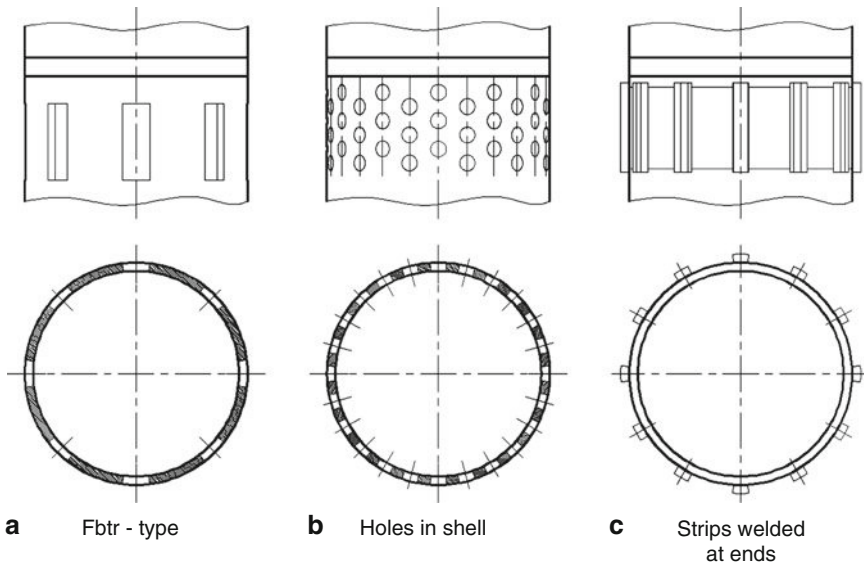 a Fbtr - type
b Holes in shell
c Strips welded
at ends